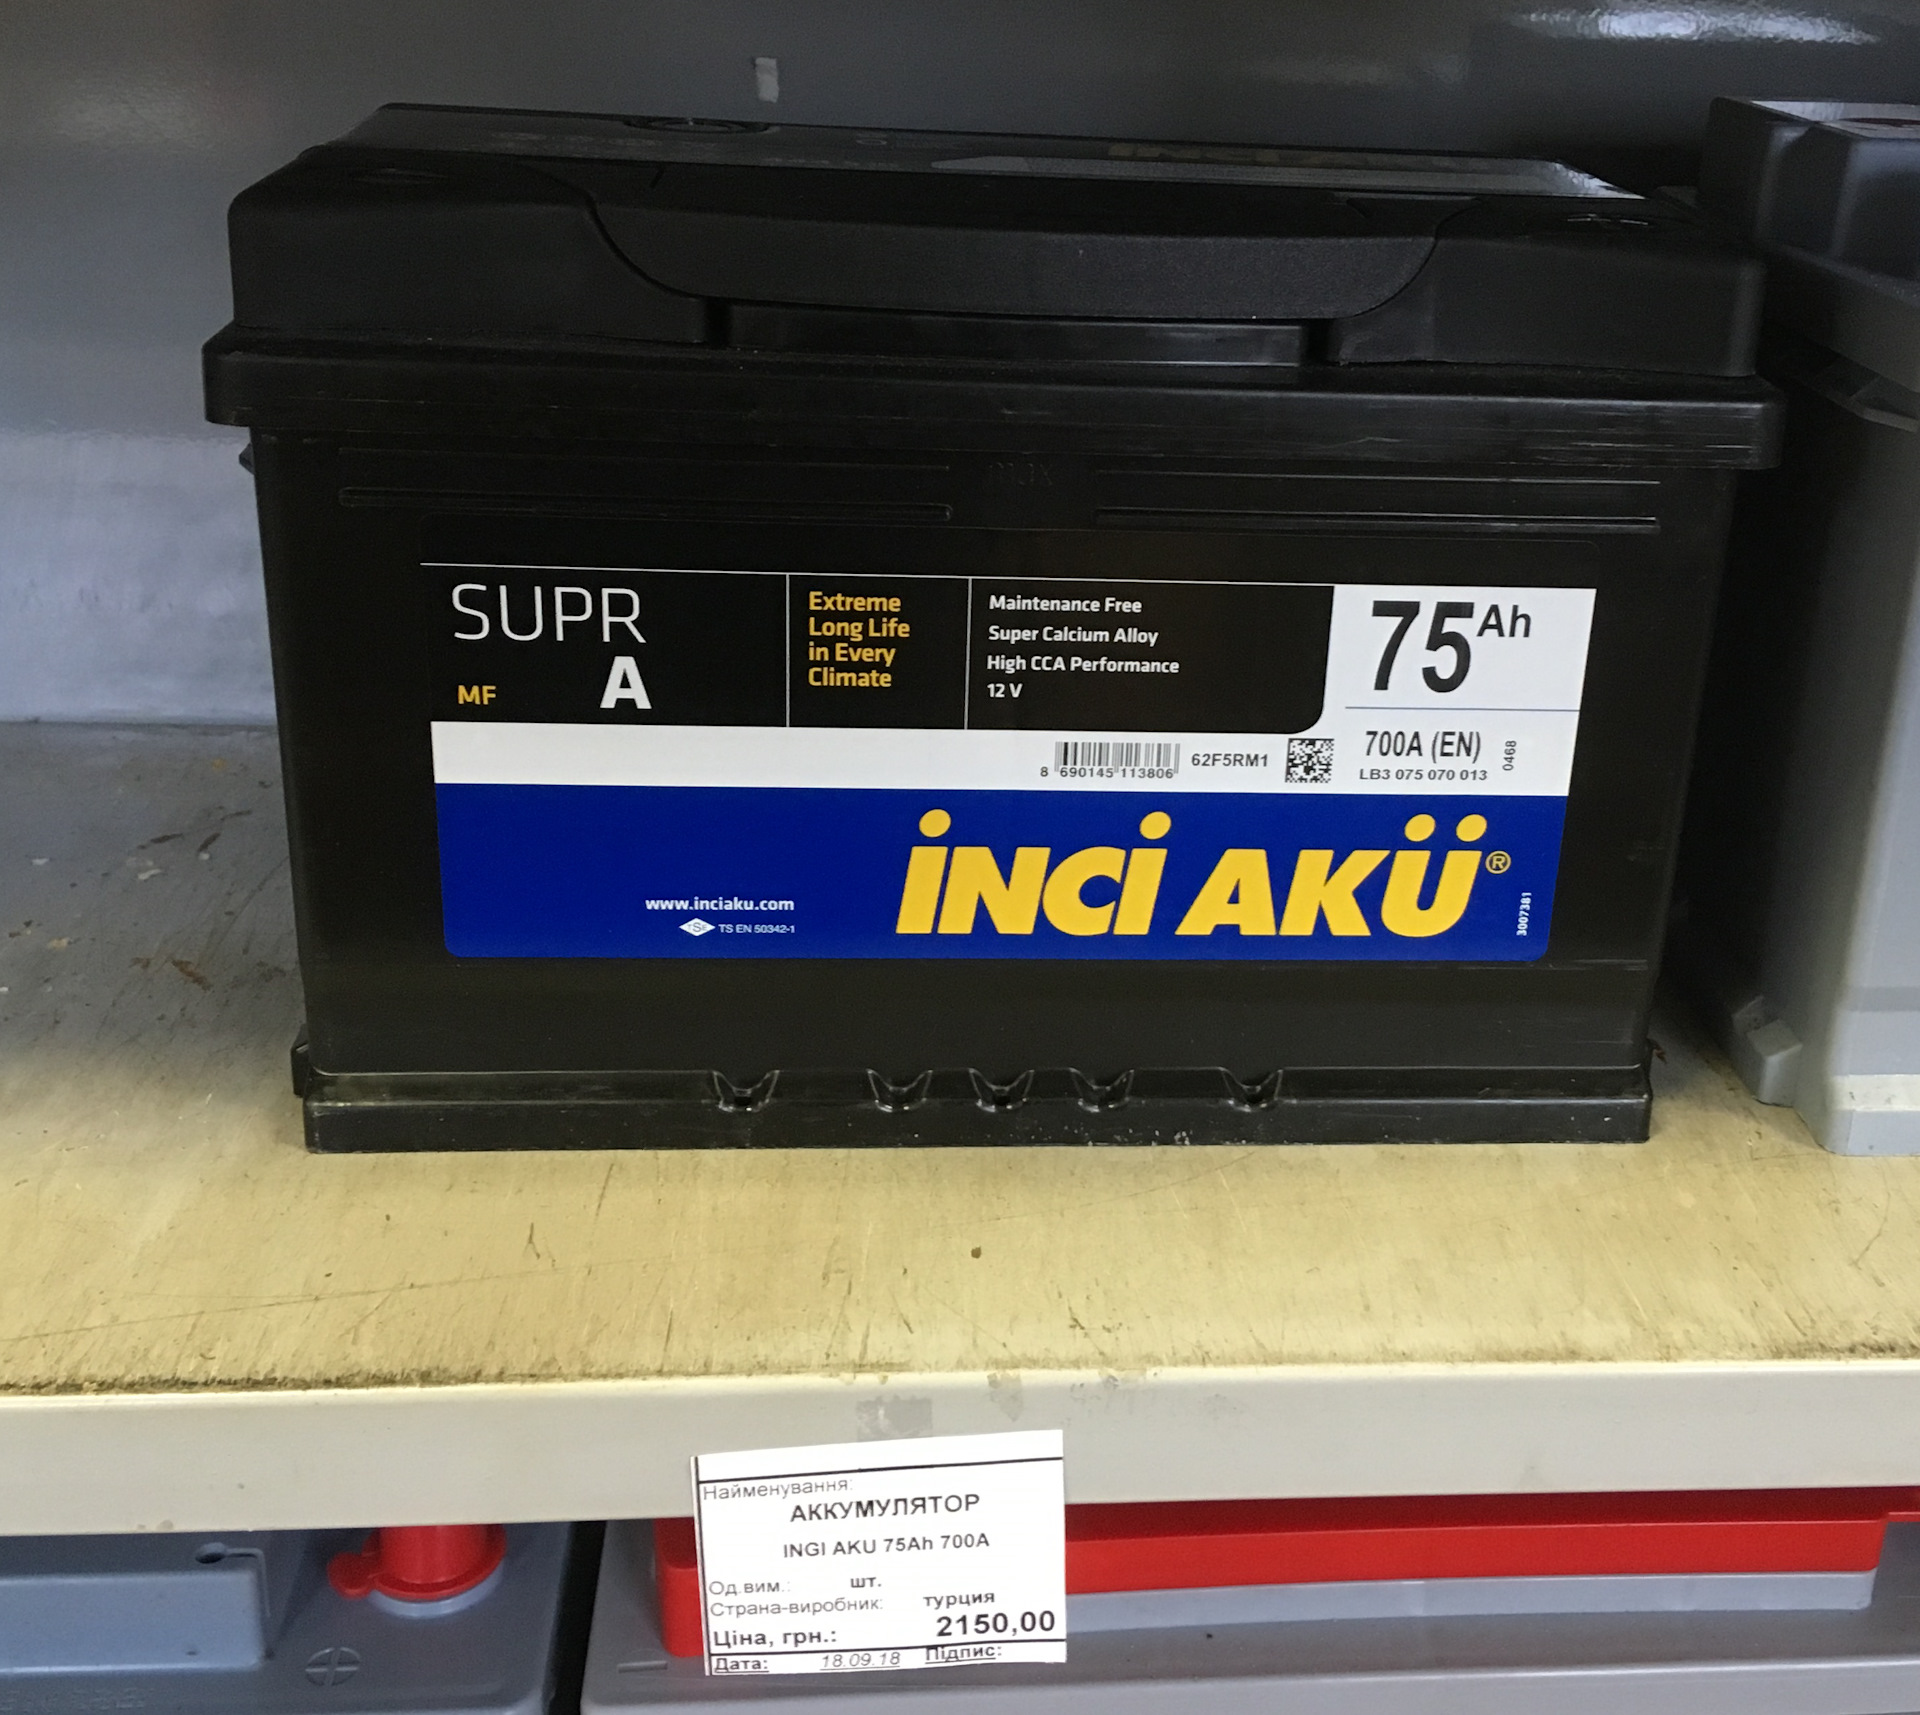 SUPR
A
MF
Extreme
Long Life
in Every
Climate
Maintenance Free
Super Calcium Alloy
High CCA Performance
12 V
75Ah
8 690145 113806
62F5RM1
700A (EN)
LB3 075 070 013
0468
İNCİ AKÜ®
www.inciaku.com
TSE TS EN 50342-1
3007381
Найменування:
АККУМУЛЯТОР
INGI AKU 75Ah 700A
Од.вим.: шт.
Страна-виробник: турция
Ціна, грн.: 2150,00
Дата: 18.09.18 Підпис: